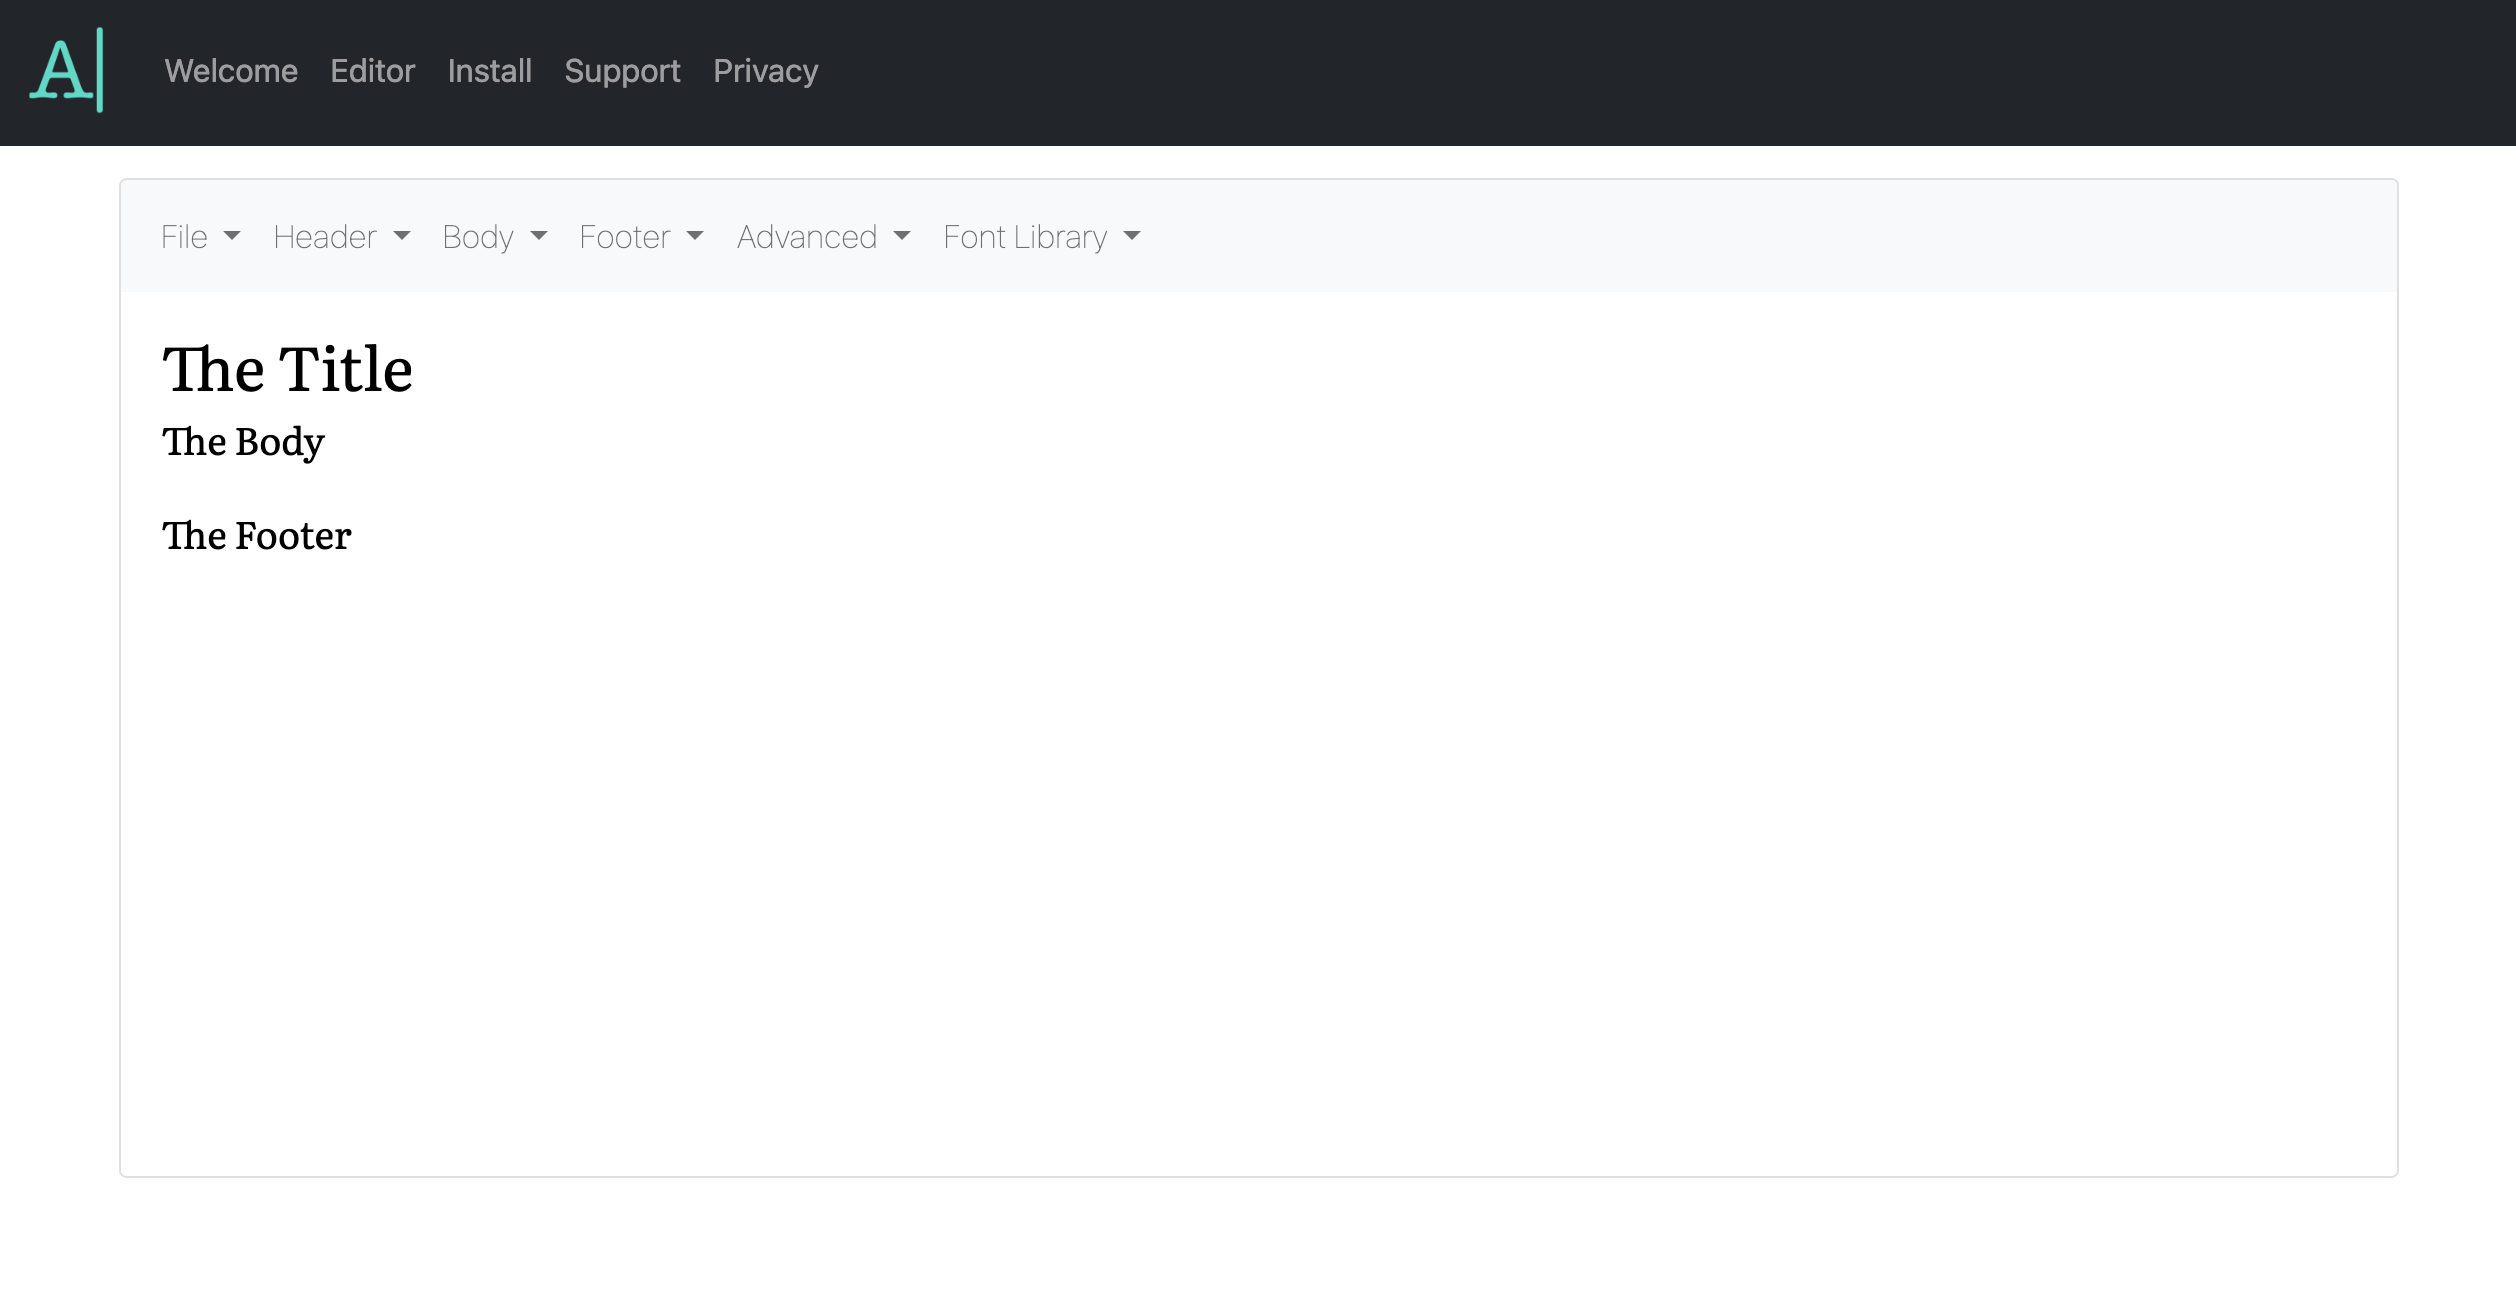 A|
Welcome Editor Install Support Privacy
File Header Body Footer Advanced Font Library
The Title
The Body
The Footer